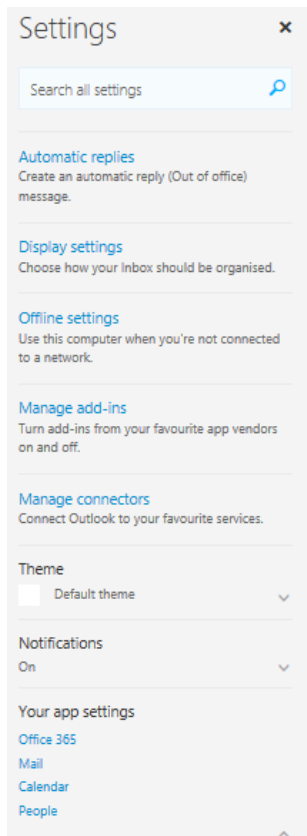 Settings
Search all settings
Automatic replies
Create an automatic reply (Out of office)
message.
Display settings
Choose how your Inbox should be organised.
Offline settings
Use this computer when you're not connected
to a network.
Manage add-ins
Turn add-ins from your favourite app vendors
on and off.
Manage connectors
Connect Outlook to your favourite services.
Theme
Default theme
Notifications
On
Your app settings
Office 365
Mail
Calendar
People